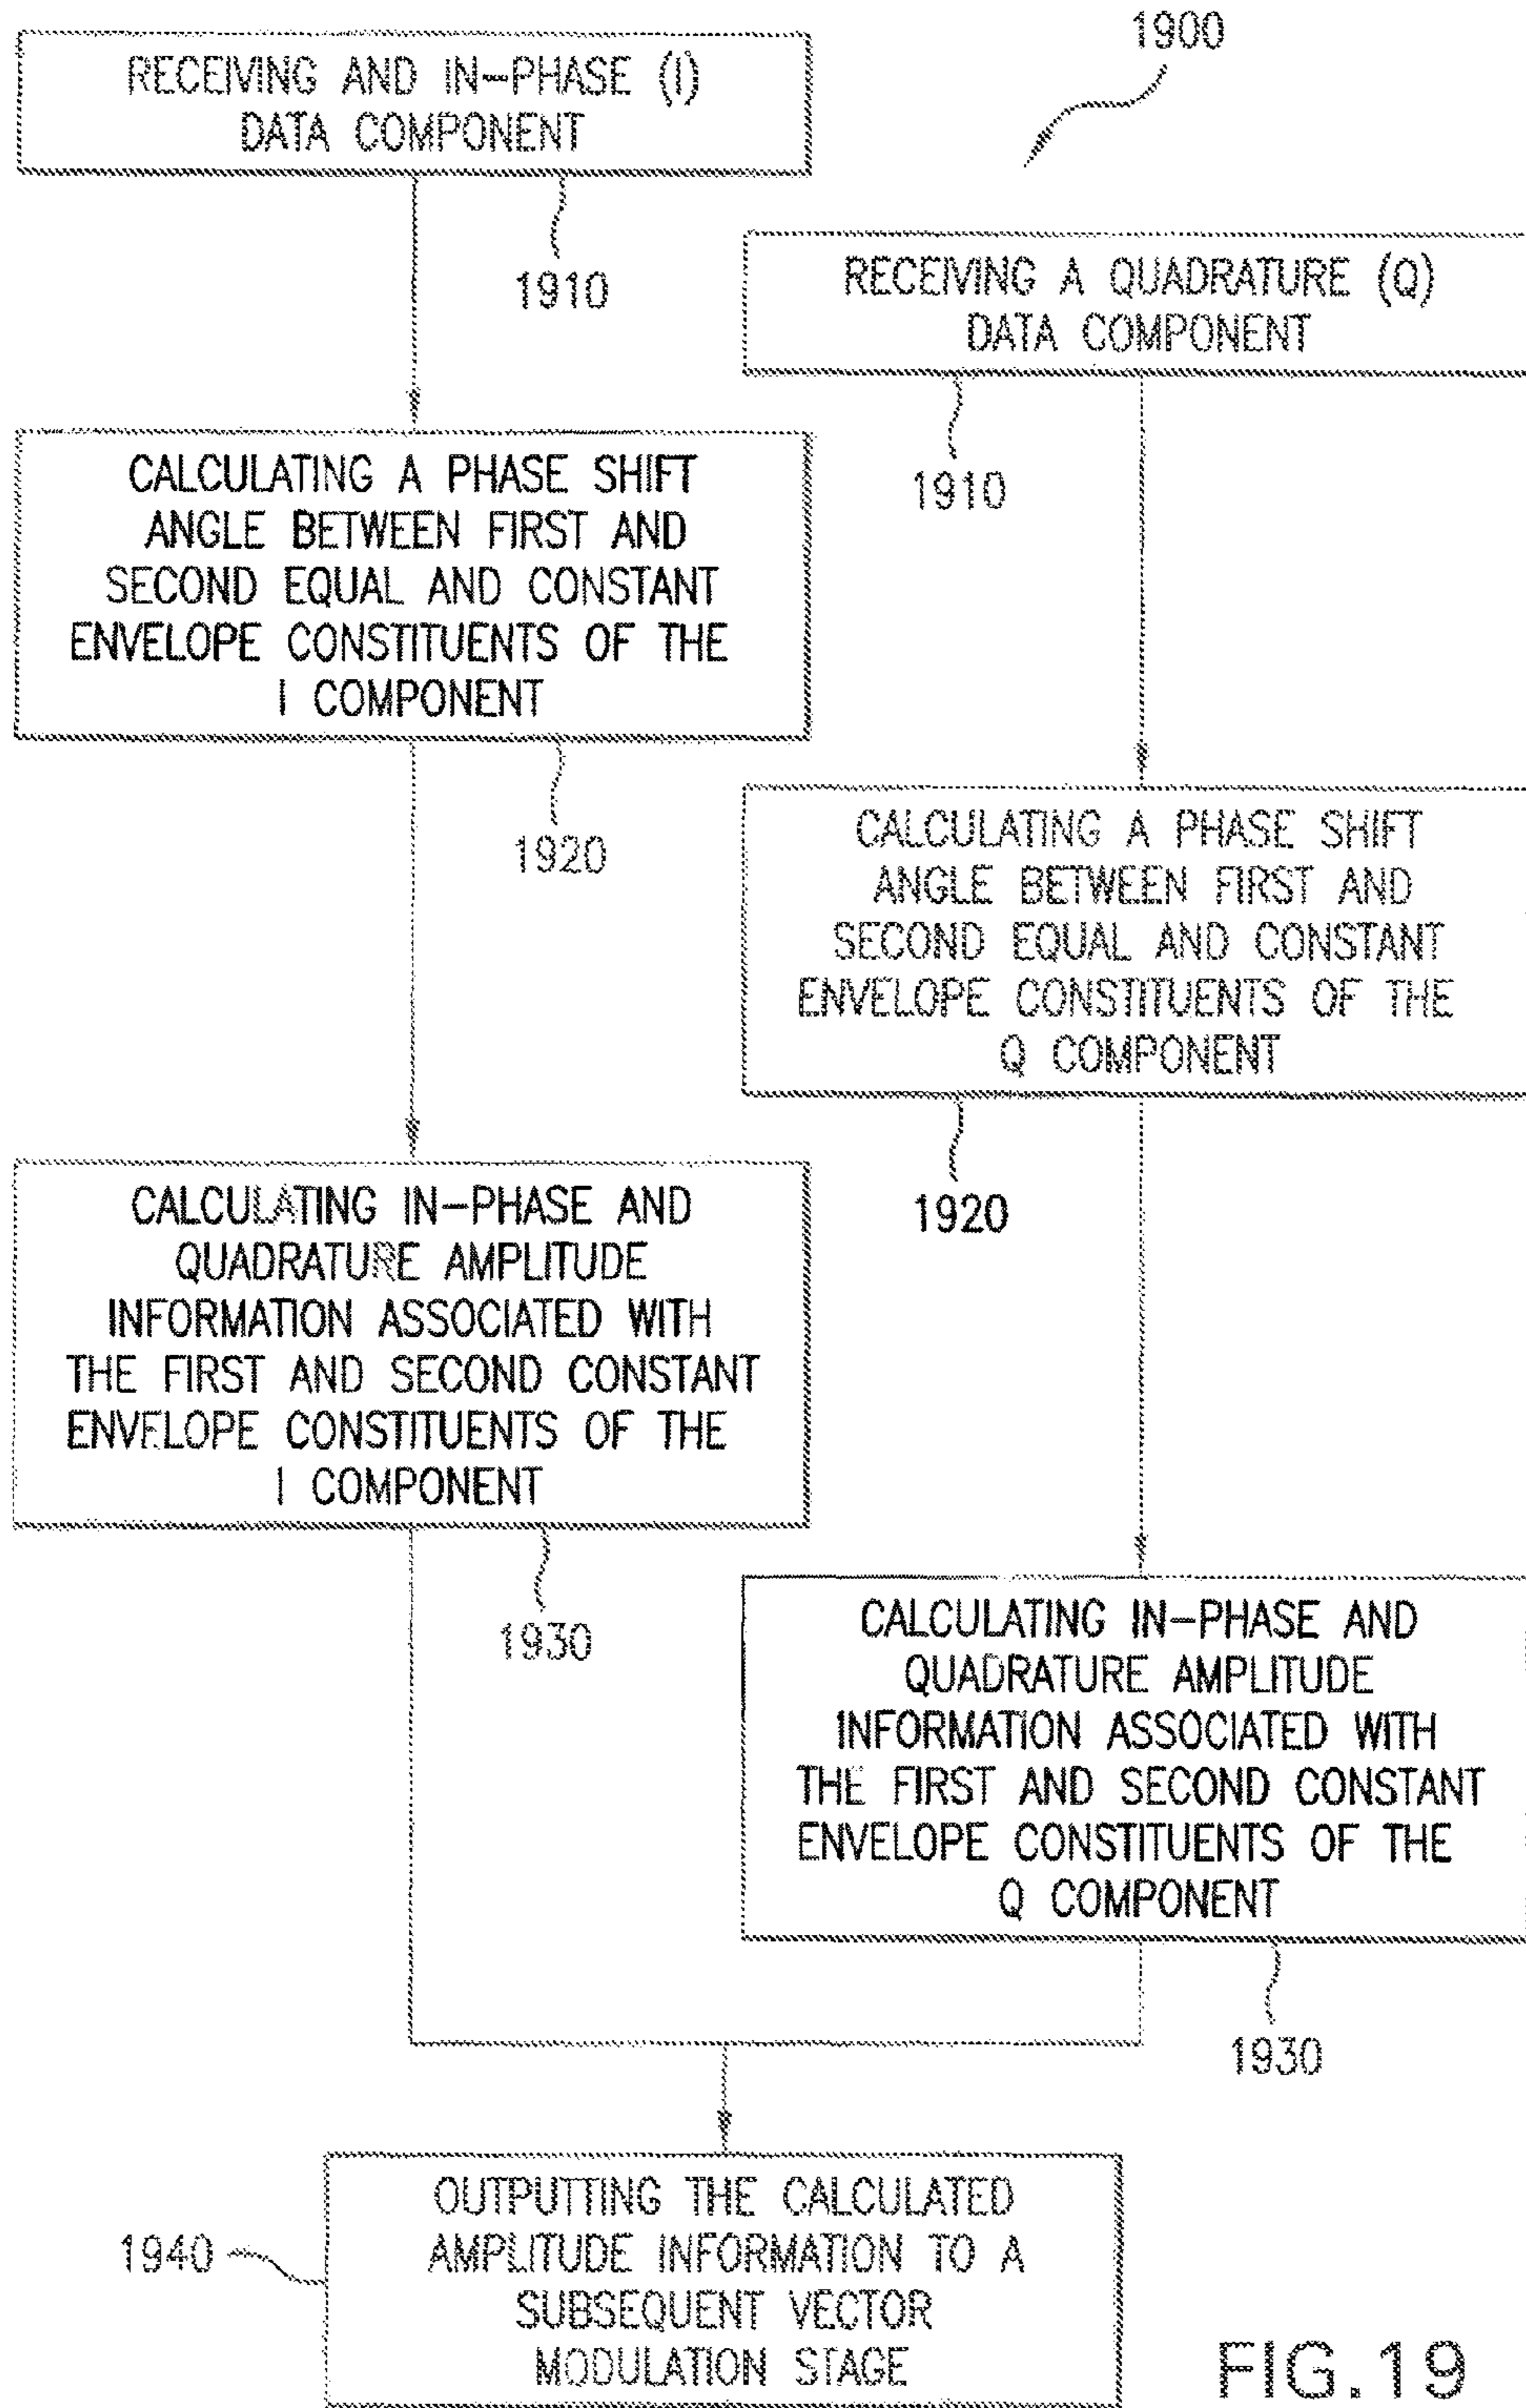 1900
RECEIVING AND IN-PHASE (I)
DATA COMPONENT
1910
RECEIVING A QUADRATURE (Q)
DATA COMPONENT
1910
CALCULATING A PHASE SHIFT
ANGLE BETWEEN FIRST AND
SECOND EQUAL AND CONSTANT
ENVELOPE CONSTITUENTS OF THE
I COMPONENT
1920
CALCULATING A PHASE SHIFT
ANGLE BETWEEN FIRST AND
SECOND EQUAL AND CONSTANT
ENVELOPE CONSTITUENTS OF THE
Q COMPONENT
1920
CALCULATING IN-PHASE AND
QUADRATURE AMPLITUDE
INFORMATION ASSOCIATED WITH
THE FIRST AND SECOND CONSTANT
ENVELOPE CONSTITUENTS OF THE
I COMPONENT
1930
CALCULATING IN-PHASE AND
QUADRATURE AMPLITUDE
INFORMATION ASSOCIATED WITH
THE FIRST AND SECOND CONSTANT
ENVELOPE CONSTITUENTS OF THE
Q COMPONENT
1930
1940
OUTPUTTING THE CALCULATED
AMPLITUDE INFORMATION TO A
SUBSEQUENT VECTOR
MODULATION STAGE
FIG.19